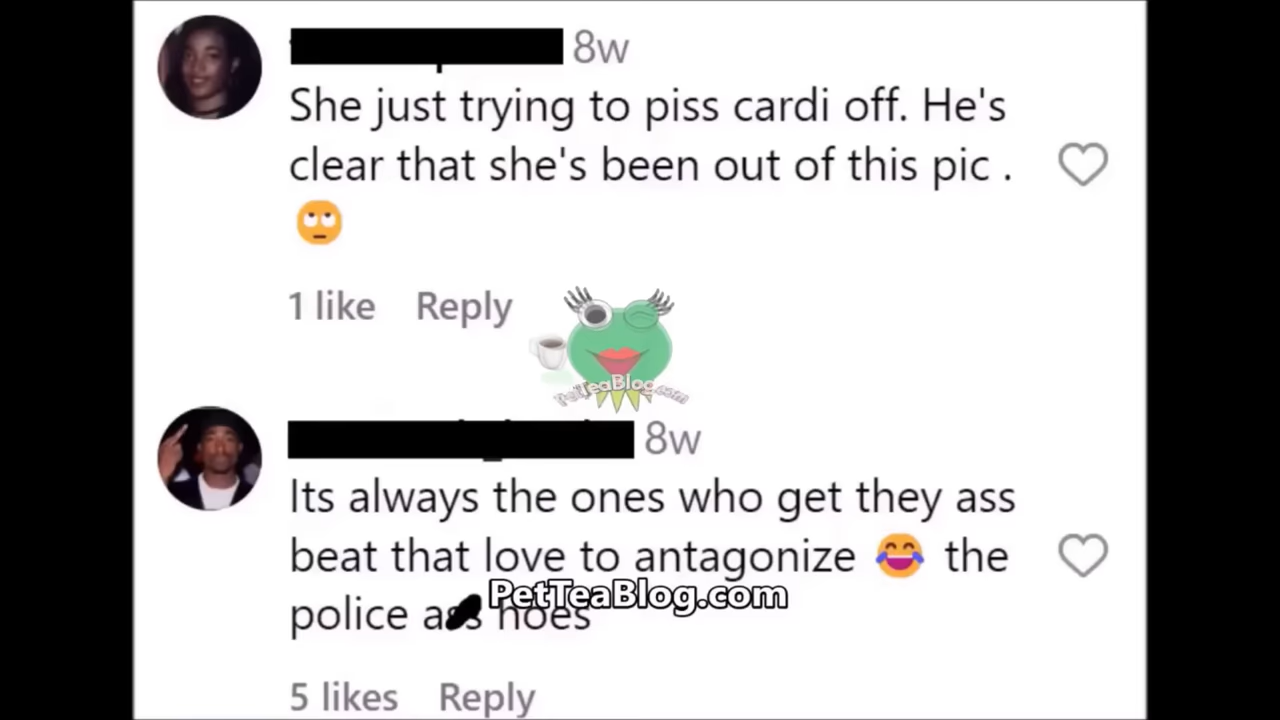 8w
She just trying to piss cardi off. He's
clear that she's been out of this pic .
🙄
1 like Reply
PetTeaBlog.com
8w
Its always the ones who get they ass
beat that love to antagonize 😂 the
PetTeaBlog.com
police ass hoes
5 likes Reply